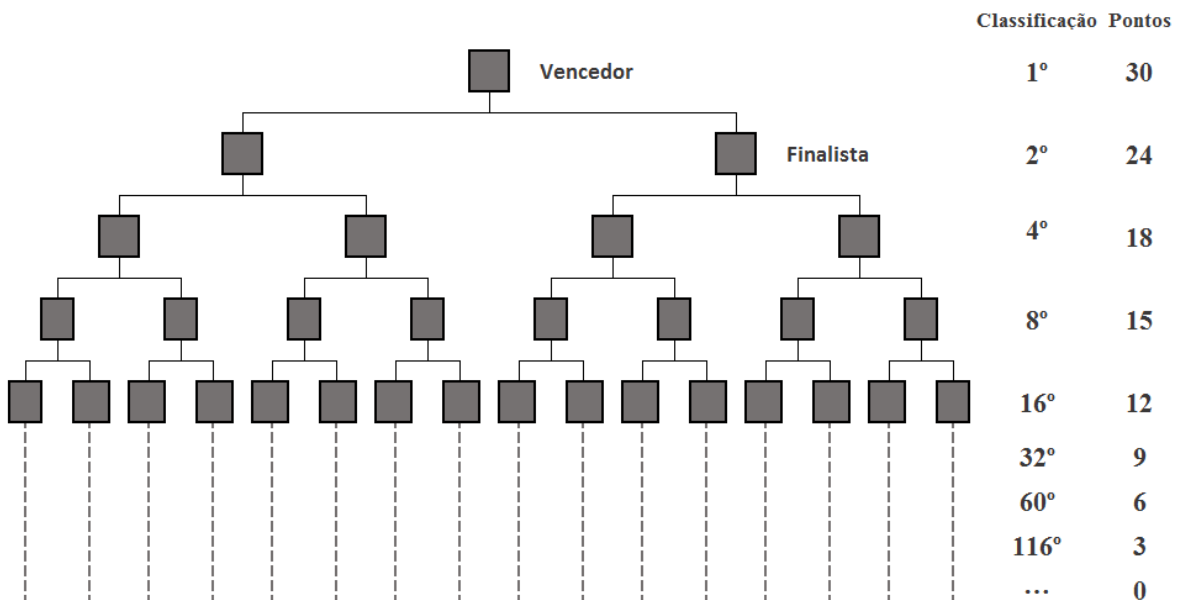 Classificação Pontos
Vencedor 1º 30
Finalista 2º 24
4º 18
8º 15
16º 12
32º 9
60º 6
116º 3
... 0